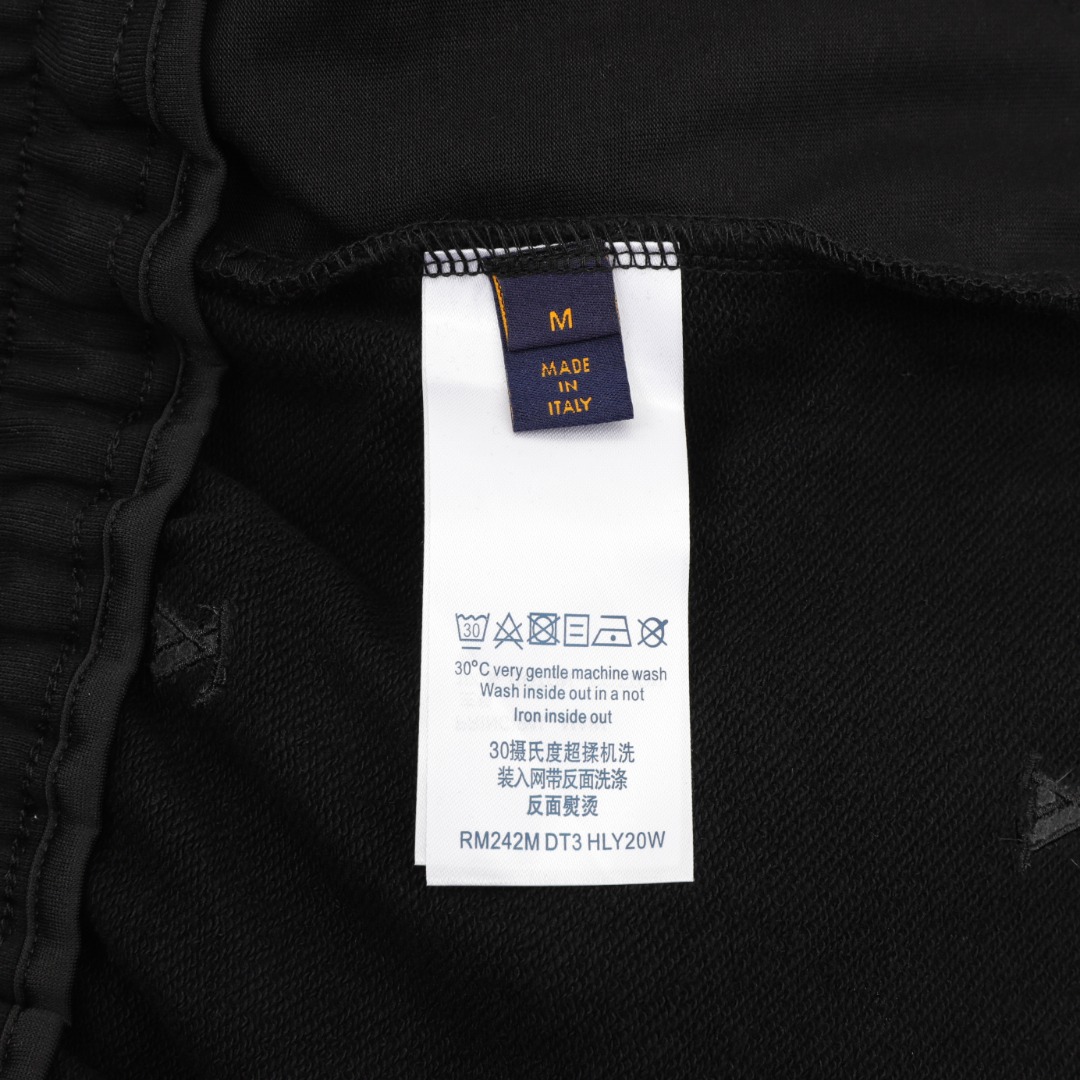 M
MADE
IN
ITALY
30
30°C very gentle machine wash
Wash inside out in a not
Iron inside out
30摄氏度超揉机洗
装入网带反面洗涤
反面熨烫
RM242M DT3 HLY20W